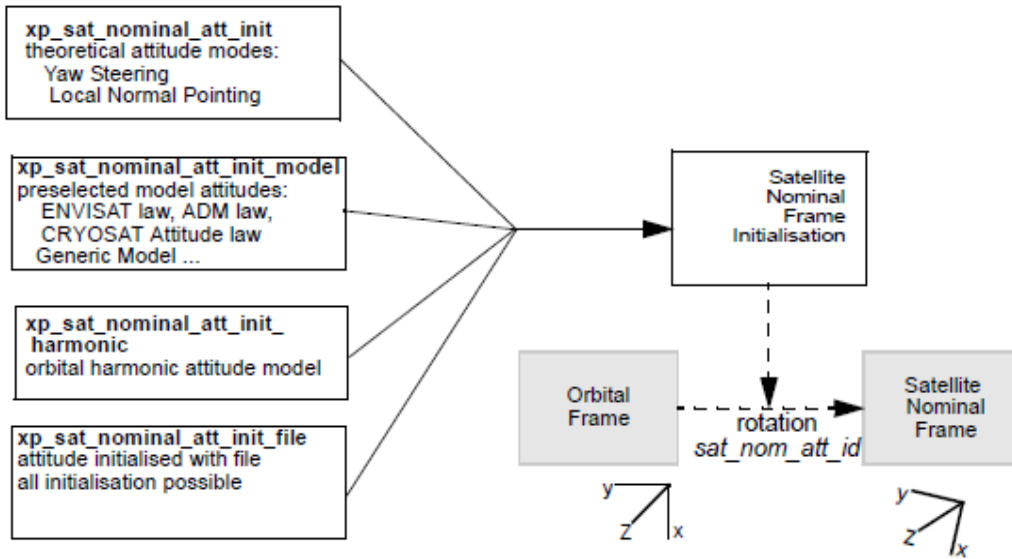 xp_sat_nominal_att_init
theoretical attitude modes:
Yaw Steering
Local Normal Pointing
xp_sat_nominal_att_init_model
preselected model attitudes:
ENVISAT law, ADM law,
CRYOSAT Attitude law
Generic Model ...
xp_sat_nominal_att_init_
harmonic
orbital harmonic attitude model
xp_sat_nominal_att_init_file
attitude initialised with file
all initialisation possible
Satellite
Nominal
Frame
Initialisation
Orbital
Frame
rotation
sat_nom_att_id
Satellite
Nominal
Frame
y
Z
x
y
z
x